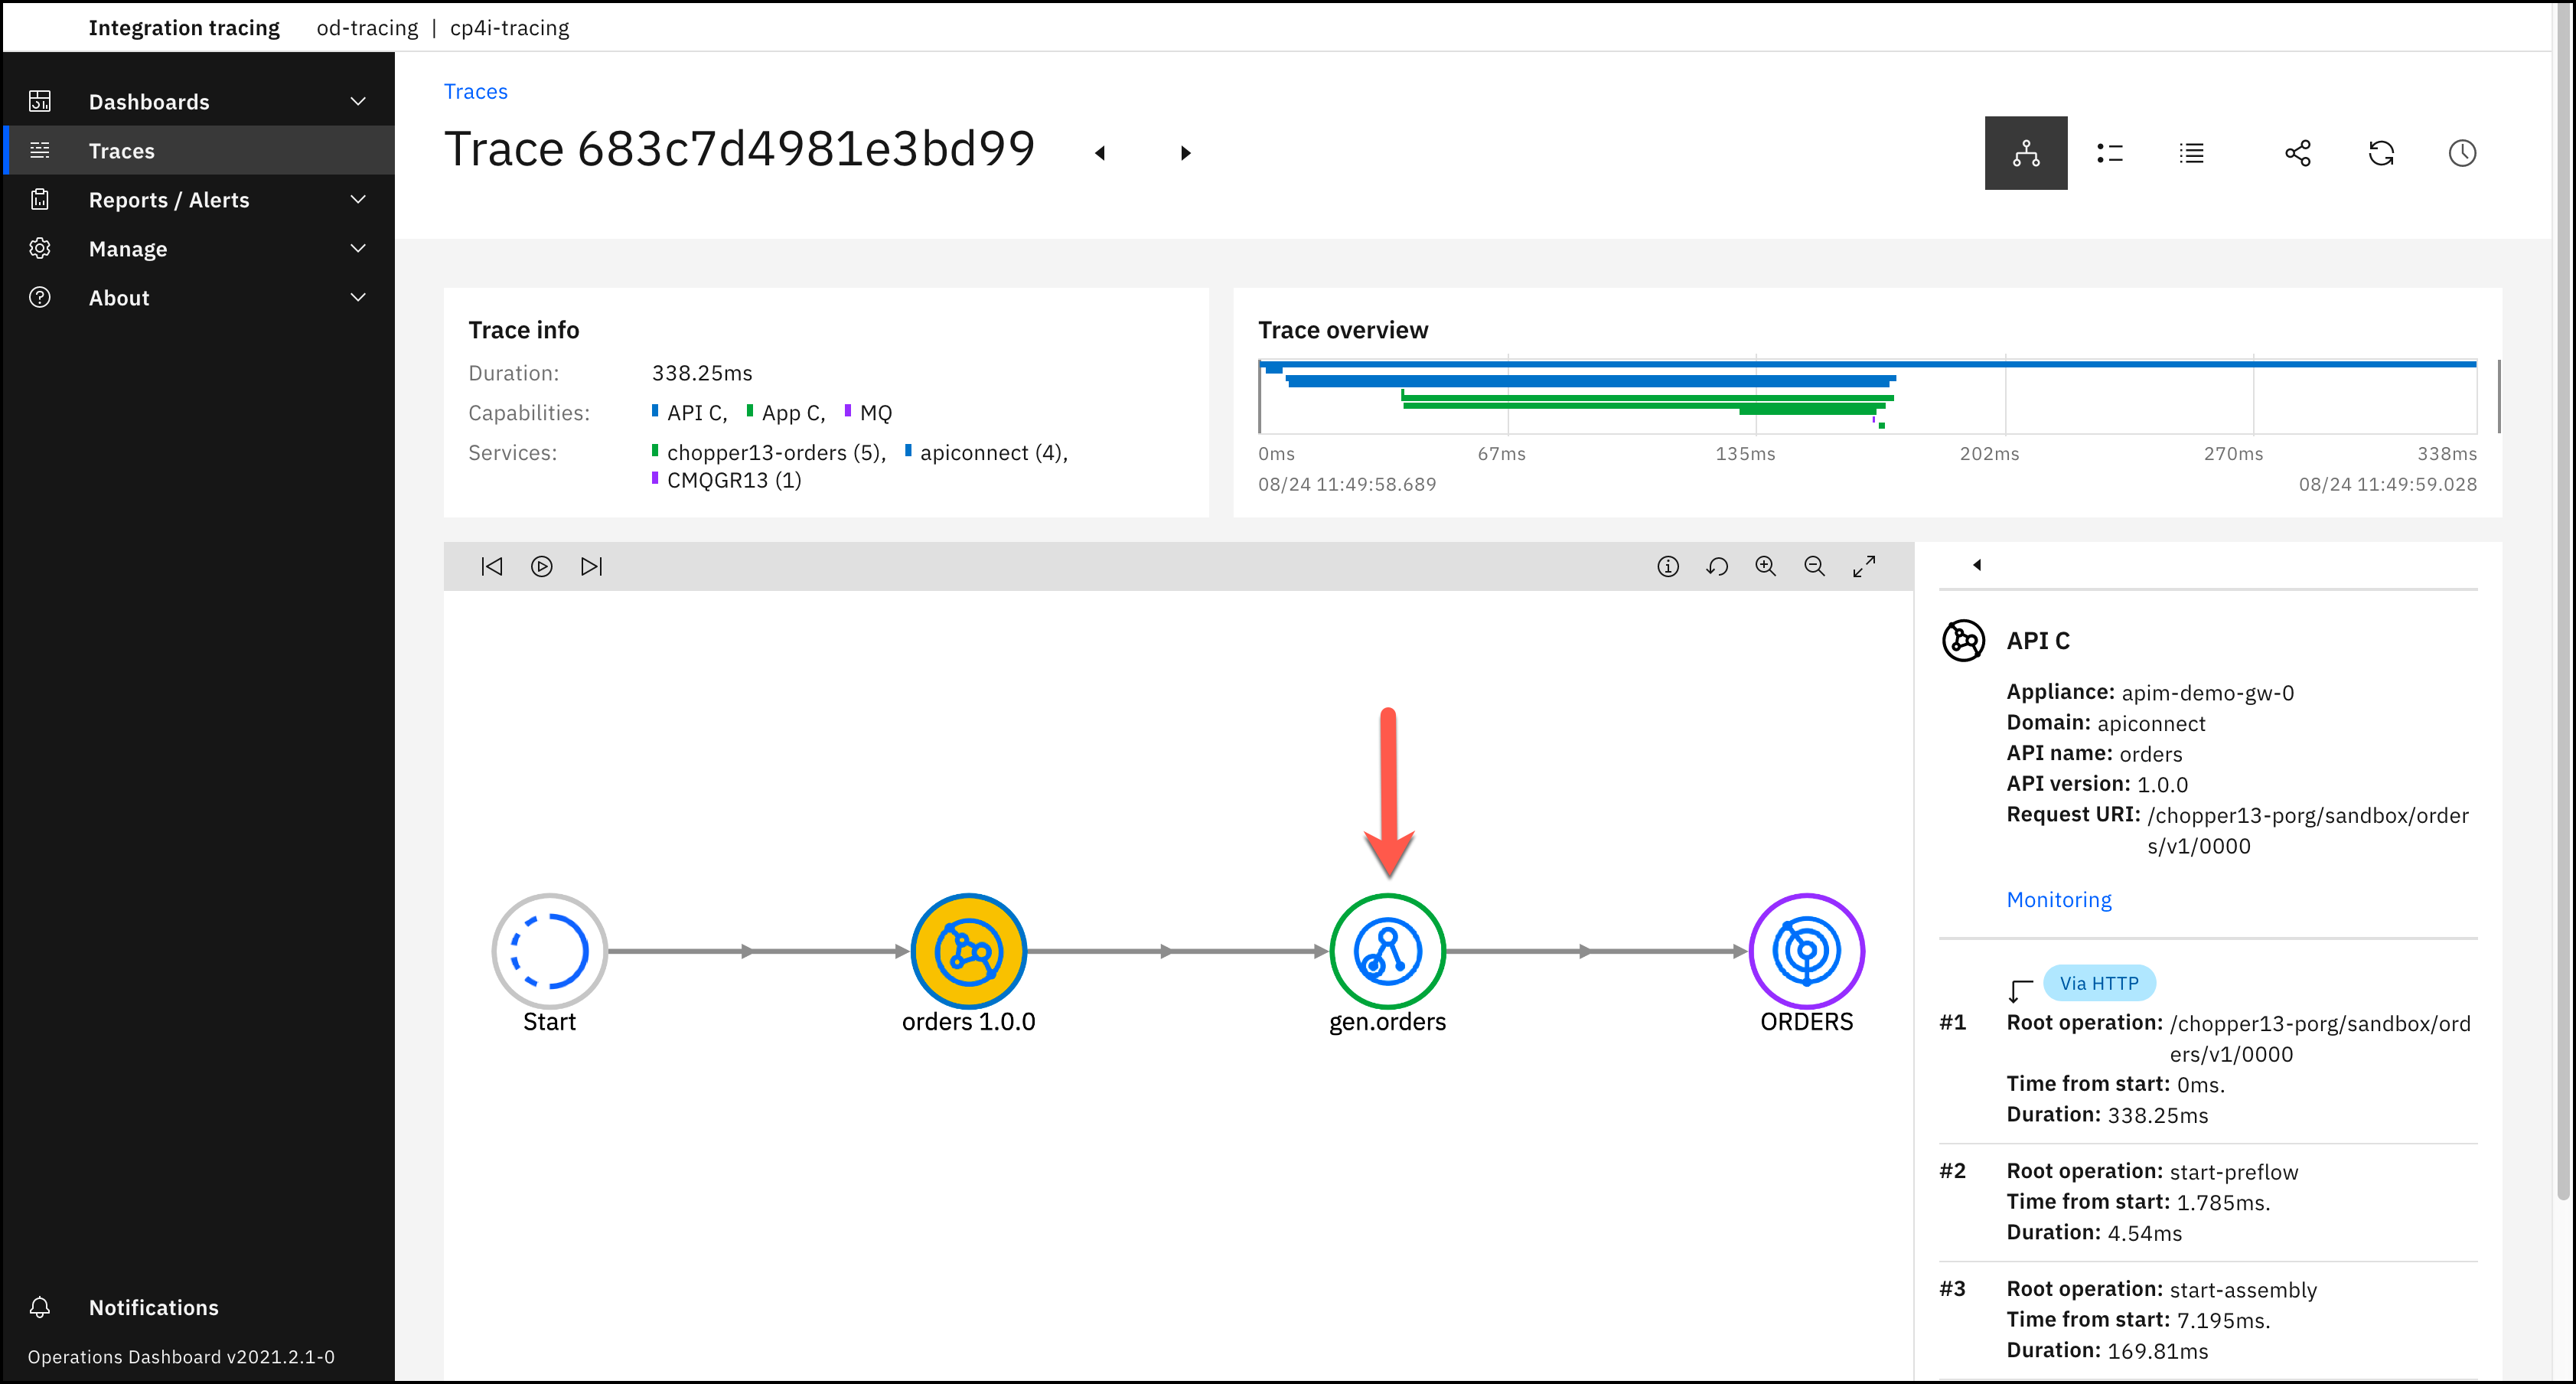 Integration tracing od-tracing | cp4i-tracing
Dashboards
Traces
Reports / Alerts
Manage
About
Notifications
Operations Dashboard v2021.2.1-0
Traces
Trace 683c7d4981e3bd99
Trace info
Duration: 338.25ms
Capabilities: API C, App C, MQ
Services: chopper13-orders (5), apiconnect (4),
CMQGR13 (1)
Trace overview
0ms 67ms 135ms 202ms 270ms 338ms
08/24 11:49:58.689 08/24 11:49:59.028
Start orders 1.0.0 gen.orders ORDERS
API C
Appliance: apim-demo-gw-0
Domain: apiconnect
API name: orders
API version: 1.0.0
Request URI: /chopper13-porg/sandbox/order
s/v1/0000
Monitoring
Via HTTP
#1 Root operation: /chopper13-porg/sandbox/ord
ers/v1/0000
Time from start: 0ms.
Duration: 338.25ms
#2 Root operation: start-preflow
Time from start: 1.785ms.
Duration: 4.54ms
#3 Root operation: start-assembly
Time from start: 7.195ms.
Duration: 169.81ms